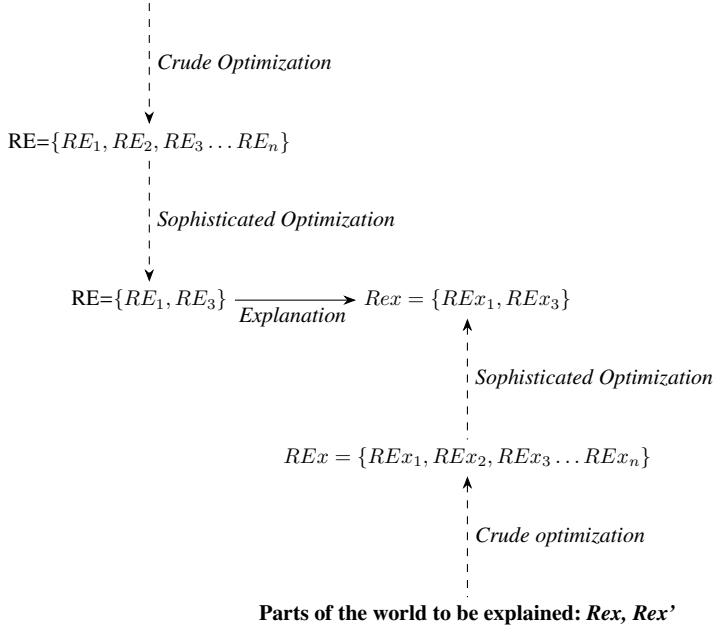 Crude Optimization
RE={RE₁, RE₂, RE₃ … REₙ}
Sophisticated Optimization
RE={RE₁, RE₃}
Explanation
Rex = {REx₁, REx₃}
Sophisticated Optimization
REx = {REx₁, REx₂, REx₃ … RExₙ}
Crude optimization
Parts of the world to be explained: Rex, Rex’